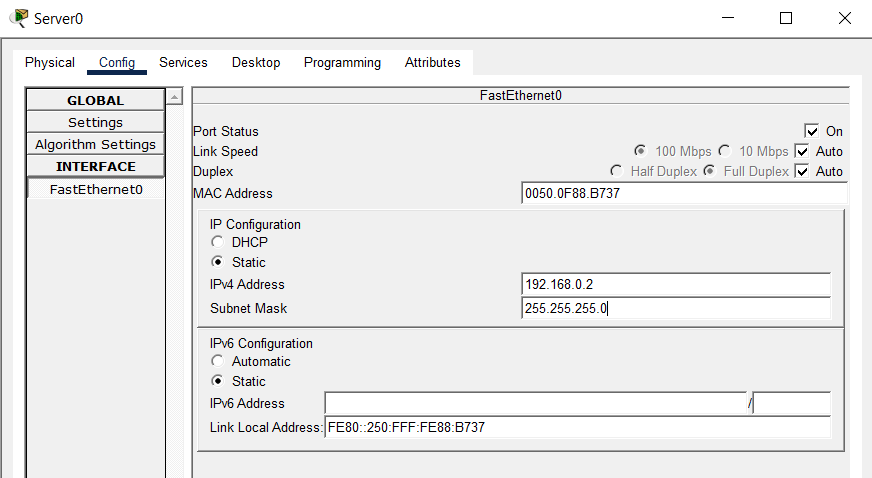 Server0
Physical Config Services Desktop Programming Attributes
GLOBAL
Settings
Algorithm Settings
INTERFACE
FastEthernet0
FastEthernet0
Port Status On
Link Speed 100 Mbps 10 Mbps Auto
Duplex Half Duplex Full Duplex Auto
MAC Address 0050.0F88.B737
IP Configuration
DHCP
Static
IPv4 Address 192.168.0.2
Subnet Mask 255.255.255.0
IPv6 Configuration
Automatic
Static
IPv6 Address /
Link Local Address: FE80::250:FFF:FE88:B737